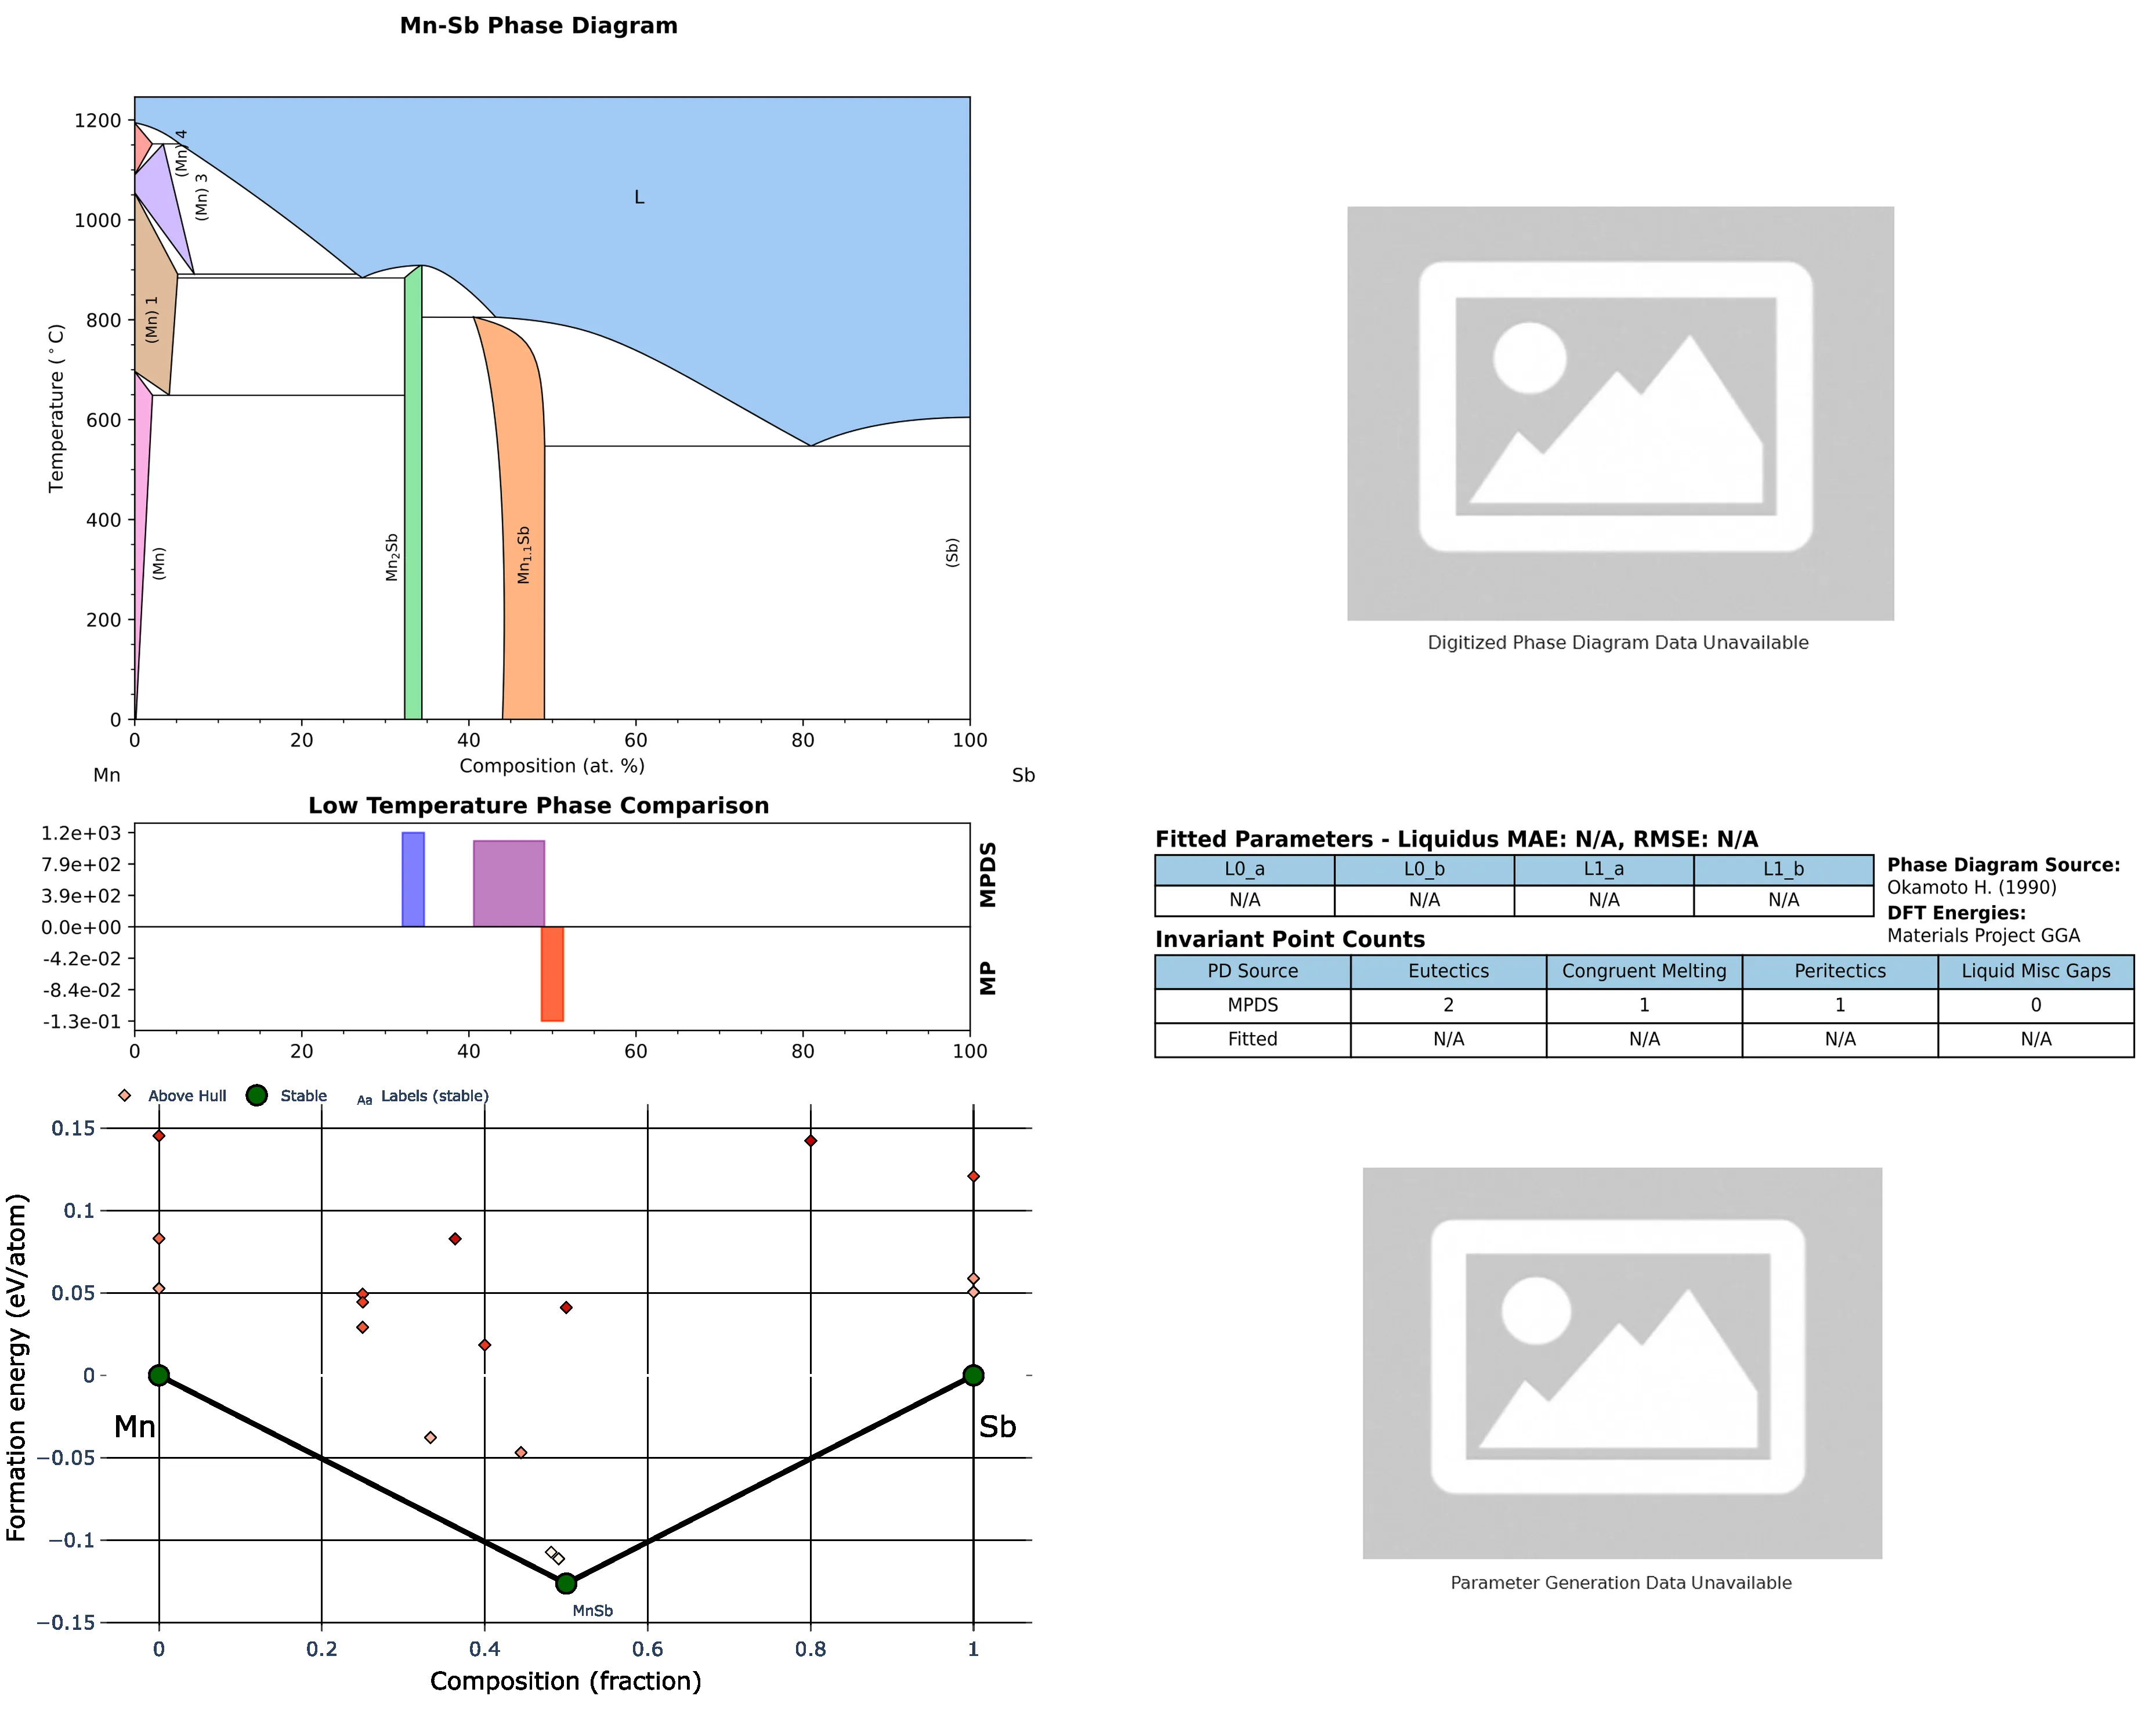 Mn-Sb Phase Diagram
1200
1000
800
600
400
200
0
Temperature (°C)
(Mn) 4
(Mn) 3
(Mn) 1
(Mn)
Mn2Sb
Mn1.1Sb
L
(Sb)
0 20 40 60 80 100
Composition (at. %)
Mn Sb
Digitized Phase Diagram Data Unavailable
Low Temperature Phase Comparison
1.2e+03
7.9e+02
3.9e+02
0.0e+00
-4.2e-02
-8.4e-02
-1.3e-01
MPDS
MP
0 20 40 60 80 100
Fitted Parameters - Liquidus MAE: N/A, RMSE: N/A
L0_a L0_b L1_a L1_b
N/A N/A N/A N/A
Phase Diagram Source:
Okamoto H. (1990)
DFT Energies:
Materials Project GGA
Invariant Point Counts
PD Source Eutectics Congruent Melting Peritectics Liquid Misc Gaps
MPDS 2 1 1 0
Fitted N/A N/A N/A N/A
Above Hull Stable Aa Labels (stable)
0.15
0.1
0.05
0
−0.05
−0.1
−0.15
Formation energy (eV/atom)
Mn
Sb
MnSb
0 0.2 0.4 0.6 0.8 1
Composition (fraction)
Parameter Generation Data Unavailable